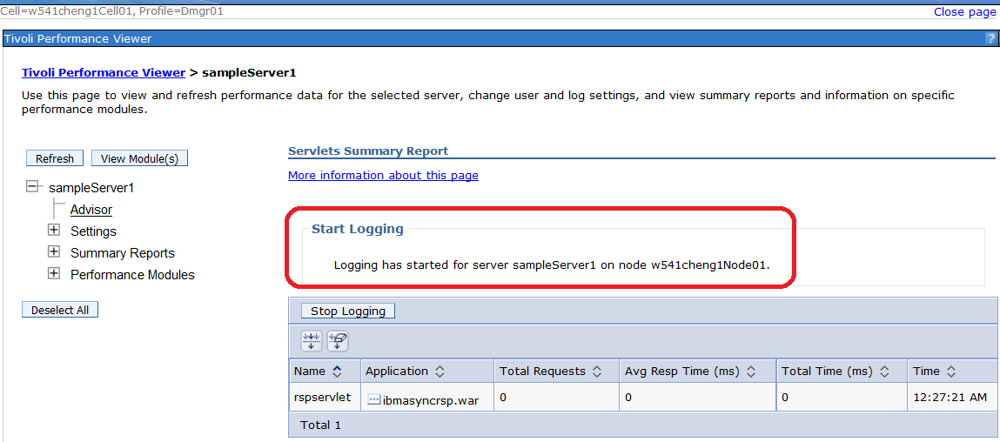 Cell=w541cheng1Cell01, Profile=Dmgr01
Close page
Tivoli Performance Viewer
?
Tivoli Performance Viewer > sampleServer1
Use this page to view and refresh performance data for the selected server, change user and log settings, and view summary reports and information on specific
performance modules.
Refresh View Module(s)
sampleServer1
Advisor
Settings
Summary Reports
Performance Modules
Deselect All
Servlets Summary Report
More information about this page
Start Logging
Logging has started for server sampleServer1 on node w541cheng1Node01.
Stop Logging
Name Application Total Requests Avg Resp Time (ms) Total Time (ms) Time
rspservlet ibmasyncrsp.war 0 0 0 12:27:21 AM
Total 1